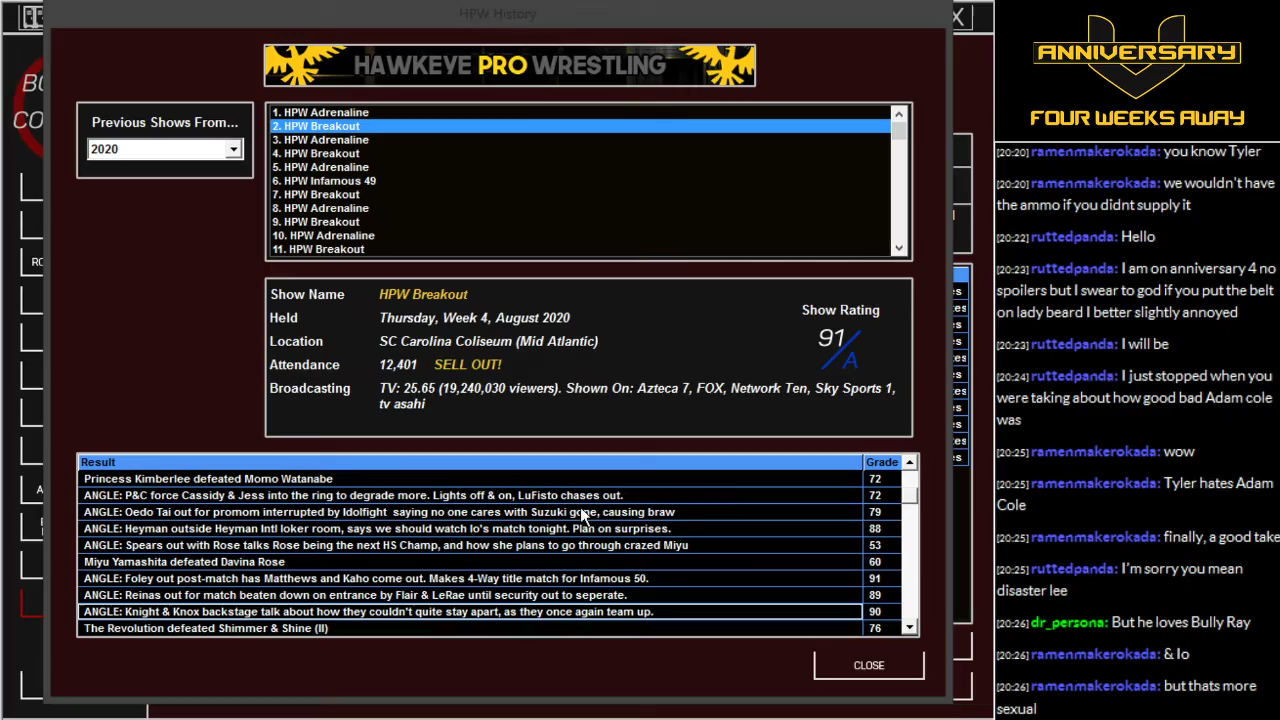 HPW History
X
HAWKEYE PRO WRESTLING
Previous Shows From...
2020
1. HPW Adrenaline
2. HPW Breakout
3. HPW Adrenaline
4. HPW Breakout
5. HPW Adrenaline
6. HPW Infamous 49
7. HPW Breakout
8. HPW Adrenaline
9. HPW Breakout
10. HPW Adrenaline
11. HPW Breakout
Show Name HPW Breakout
Held Thursday, Week 4, August 2020
Location SC Carolina Coliseum (Mid Atlantic)
Attendance 12,401 SELL OUT!
Broadcasting TV: 25.65 (19,240,030 viewers). Shown On: Azteca 7, FOX, Network Ten, Sky Sports 1,
tv asahi
Show Rating
91/A
Result Grade
Princess Kimberlee defeated Momo Watanabe 72
ANGLE: P&C force Cassidy & Jess into the ring to degrade more. Lights off & on, LuFisto chases out. 72
ANGLE: Oedo Tai out for promom interrupted by Idolfight saying no one cares with Suzuki gone, causing braw 79
ANGLE: Heyman outside Heyman Intl loker room, says we should watch Io's match tonight. Plan on surprises. 88
ANGLE: Spears out with Rose talks Rose being the next HS Champ, and how she plans to go through crazed Miyu 53
Miyu Yamashita defeated Davina Rose 60
ANGLE: Foley out post-match has Matthews and Kaho come out. Makes 4-Way title match for Infamous 50. 91
ANGLE: Reinas out for match beaten down on entrance by Flair & LeRae until security out to seperate. 89
ANGLE: Knight & Knox backstage talk about how they couldn't quite stay apart, as they once again team up. 90
The Revolution defeated Shimmer & Shine (II) 76
CLOSE
ANNIVERSARY
FOUR WEEKS AWAY
[20:20] ramenmakerokada: you know Tyler
[20:20] ramenmakerokada: we wouldn't have
the ammo if you didnt supply it
[20:22] ruttedpanda: Hello
[20:23] ruttedpanda: I am on anniversary 4 no
spoilers but I swear to god if you put the belt
on lady beard I better slightly annoyed
[20:23] ruttedpanda: I will be
[20:24] ruttedpanda: I just stopped when you
were taking about how good bad Adam cole
was
[20:25] ramenmakerokada: wow
[20:25] ramenmakerokada: Tyler hates Adam
Cole
[20:25] ramenmakerokada: finally, a good take
[20:25] ruttedpanda: I'm sorry you mean
disaster lee
[20:26] dr_persona: But he loves Bully Ray
[20:26] ramenmakerokada: & Io
[20:26] ramenmakerokada: but thats more
sexual